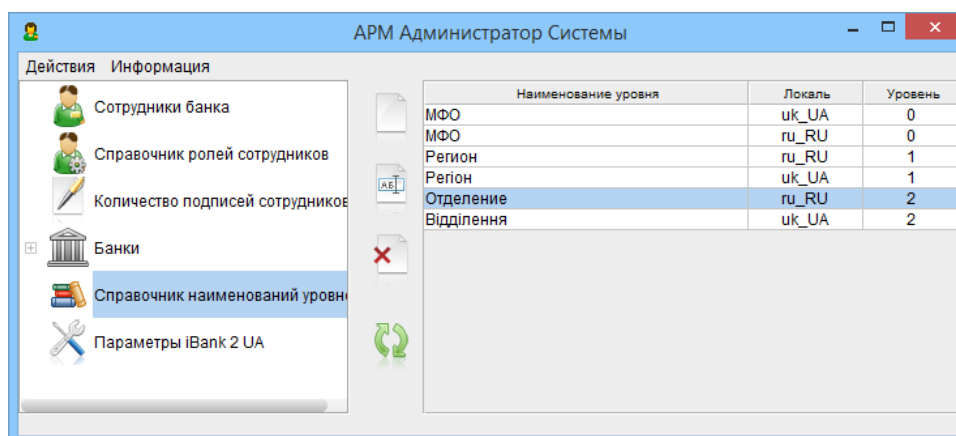 АРМ Администратор Системы
Действия Информация
Сотрудники банка
Справочник ролей сотрудников
Количество подписей сотрудников
Банки
Справочник наименований
Параметры iBank 2 UA
АБ
Наименование уровня Локаль Уровень
МФО uk_UA 0
МФО ru_RU 0
Регион ru_RU 1
Регіон uk_UA 1
Отделение ru_RU 2
Відділення uk_UA 2